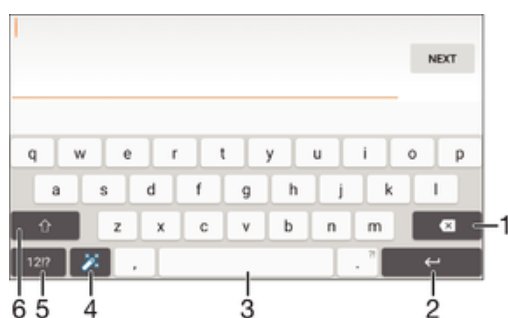 NEXT
q w e r t y u i o p
a s d f g h j k l
z x c v b n m 1
12!? , . ?!
6 5 4 3 2